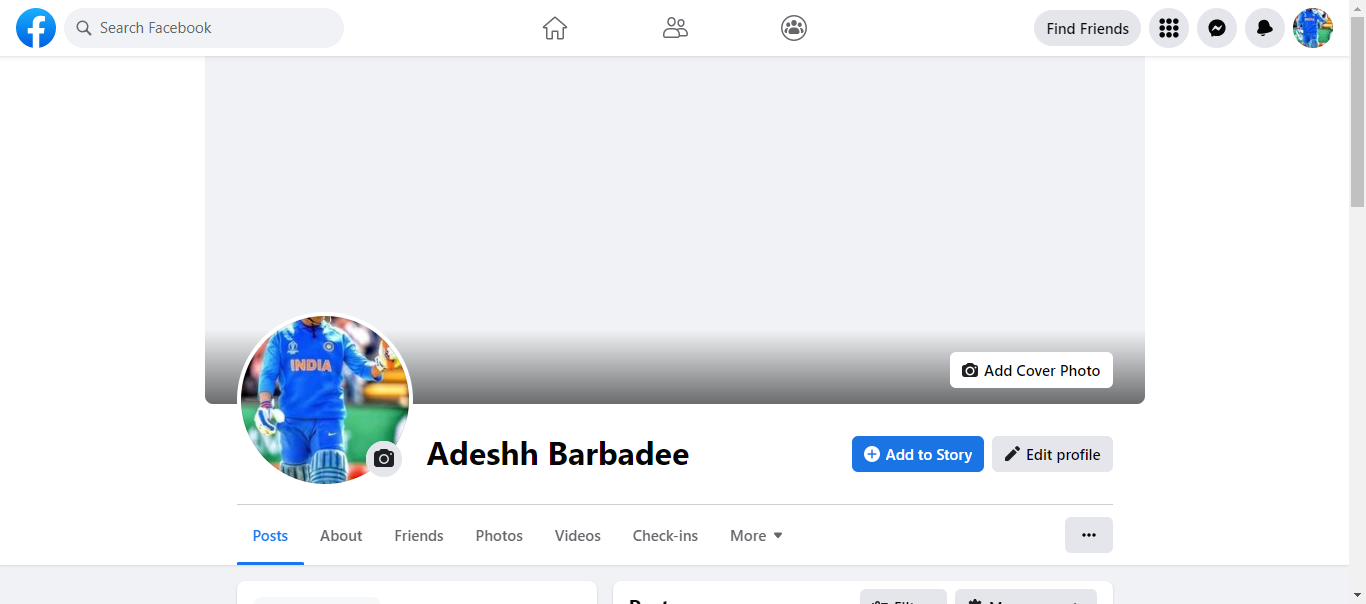 Search Facebook
Find Friends
INDIA
Add Cover Photo
Adeshh Barbadee
Add to Story
Edit profile
Posts About Friends Photos Videos Check-ins More